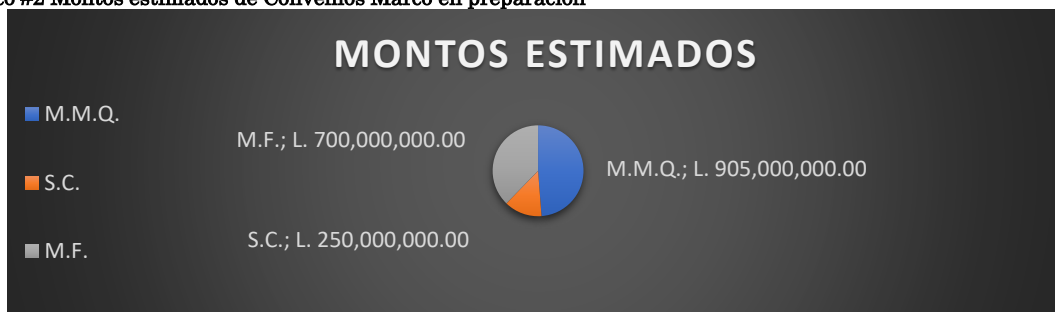 #2 Montos estimados de Convenios Marco en preparación
MONTOS ESTIMADOS
M.M.Q.
S.C.
M.F.
M.F.; L. 700,000,000.00
M.M.Q.; L. 905,000,000.00
S.C.; L. 250,000,000.00